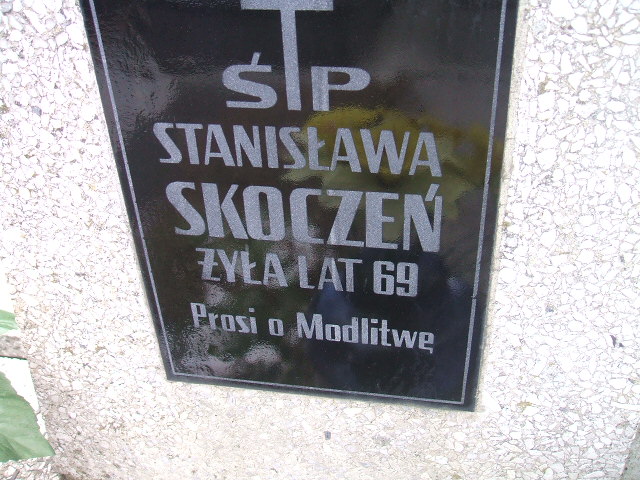 ŚP
STANISŁAWA
SKOCZEŃ
ŻYŁA LAT 69
Prosi o Modlitwę